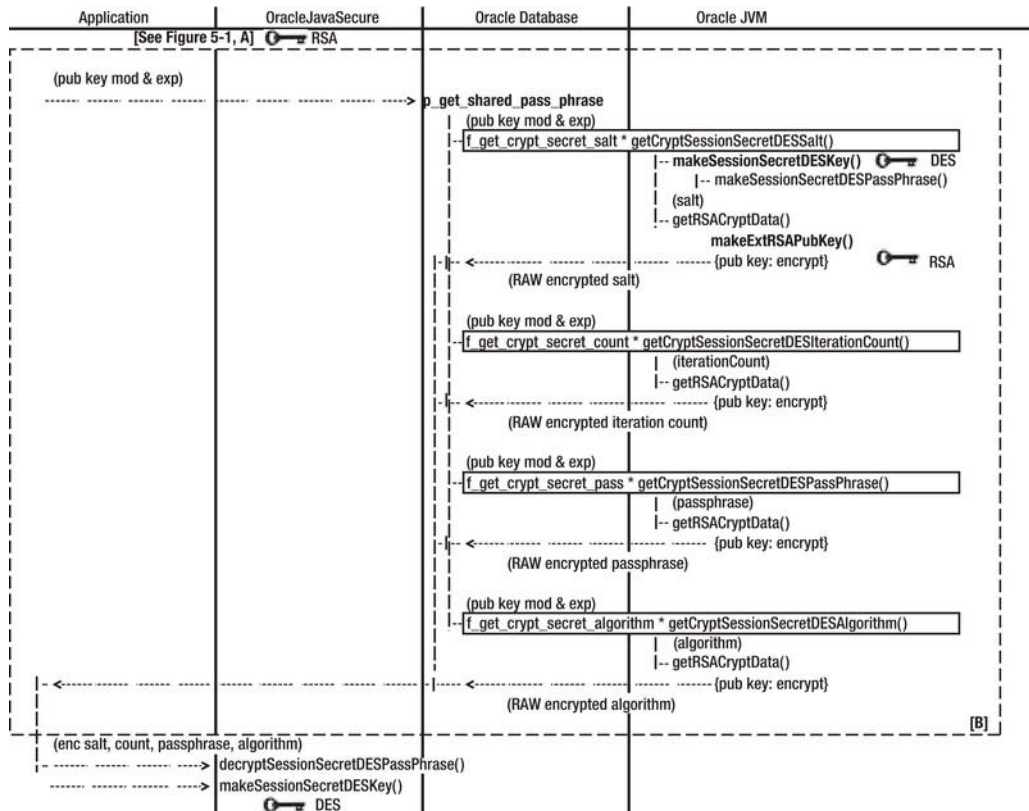 Application OracleJavaSecure Oracle Database Oracle JVM
[See Figure 5-1, A] RSA
(pub key mod & exp)
p_get_shared_pass_phrase
(pub key mod & exp)
f_get_crypt_secret_salt * getCryptSessionSecretDESSalt()
makeSessionSecretDESKey() DES
makeSessionSecretDESPassPhrase()
(salt)
getRSACryptData()
makeExtRSAPubKey()
{pub key: encrypt} RSA
(RAW encrypted salt)
(pub key mod & exp)
f_get_crypt_secret_count * getCryptSessionSecretDESIterationCount()
(iterationCount)
getRSACryptData()
{pub key: encrypt}
(RAW encrypted iteration count)
(pub key mod & exp)
f_get_crypt_secret_pass * getCryptSessionSecretDESPassPhrase()
(passphrase)
getRSACryptData()
{pub key: encrypt}
(RAW encrypted passphrase)
(pub key mod & exp)
f_get_crypt_secret_algorithm * getCryptSessionSecretDESAlgorithm()
(algorithm)
getRSACryptData()
{pub key: encrypt}
(RAW encrypted algorithm)
[B]
(enc salt, count, passphrase, algorithm)
decryptSessionSecretDESPassPhrase()
makeSessionSecretDESKey()
DES